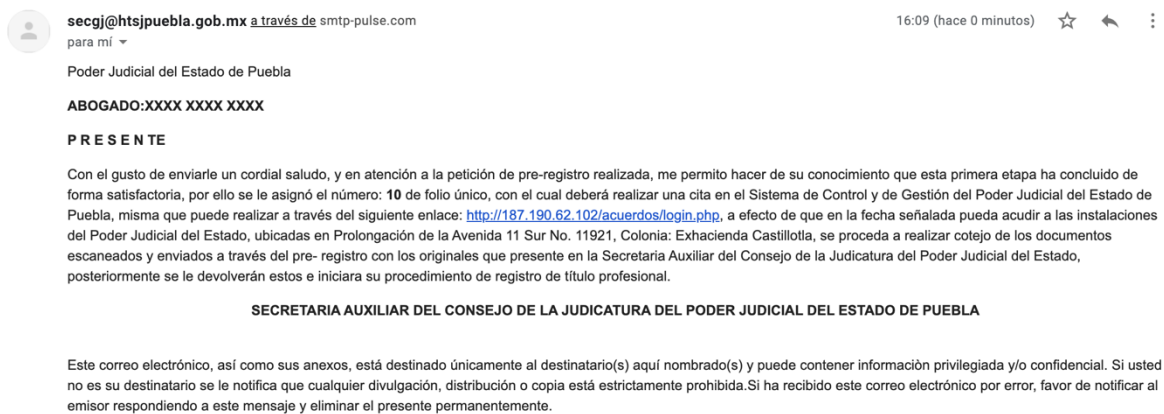 secgj@htsjpuebla.gob.mx a través de smtp-pulse.com 16:09 (hace 0 minutos)
para mí
Poder Judicial del Estado de Puebla
ABOGADO:XXXX XXXX XXXX
P R E S E N TE
Con el gusto de enviarle un cordial saludo, y en atención a la petición de pre-registro realizada, me permito hacer de su conocimiento que esta primera etapa ha concluido de
forma satisfactoria, por ello se le asignó el número: 10 de folio único, con el cual deberá realizar una cita en el Sistema de Control y de Gestión del Poder Judicial del Estado de
Puebla, misma que puede realizar a través del siguiente enlace: http://187.190.62.102/acuerdos/login.php, a efecto de que en la fecha señalada pueda acudir a las instalaciones
del Poder Judicial del Estado, ubicadas en Prolongación de la Avenida 11 Sur No. 11921, Colonia: Exhacienda Castillotla, se proceda a realizar cotejo de los documentos
escaneados y enviados a través del pre- registro con los originales que presente en la Secretaria Auxiliar del Consejo de la Judicatura del Poder Judicial del Estado,
posteriormente se le devolverán estos e iniciara su procedimiento de registro de título profesional.
SECRETARIA AUXILIAR DEL CONSEJO DE LA JUDICATURA DEL PODER JUDICIAL DEL ESTADO DE PUEBLA
Este correo electrónico, así como sus anexos, está destinado únicamente al destinatario(s) aquí nombrado(s) y puede contener informaciòn privilegiada y/o confidencial. Si usted
no es su destinatario se le notifica que cualquier divulgación, distribución o copia está estrictamente prohibida.Si ha recibido este correo electrónico por error, favor de notificar al
emisor respondiendo a este mensaje y eliminar el presente permanentemente.